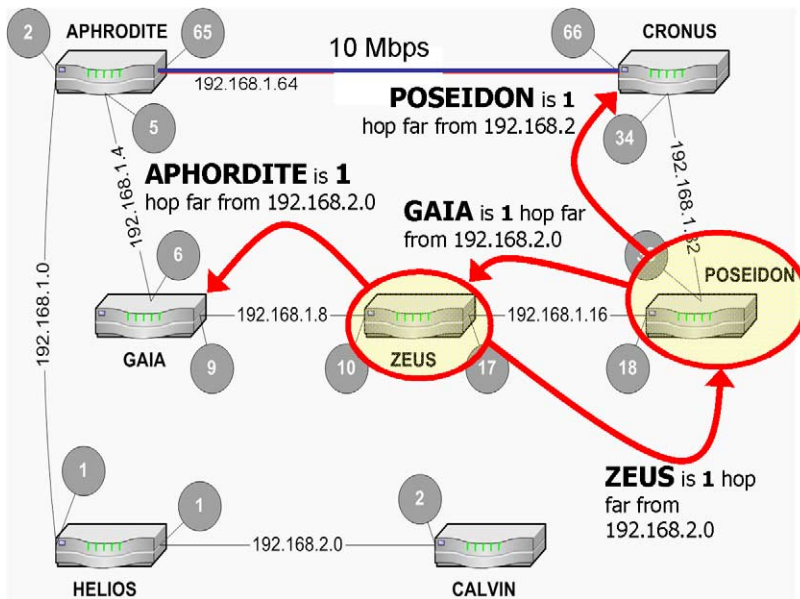 2
APHRODITE
65
10 Mbps
66
CRONUS
192.168.1.64
POSEIDON is 1
hop far from 192.168.2
5
34
192.168.1.4
APHORDITE is 1
hop far from 192.168.2.0
GAIA is 1 hop far
from 192.168.2.0
6
POSEIDON
192.168.1.0
192.168.1.8
192.168.1.16
GAIA
9
10
ZEUS
17
18
ZEUS is 1 hop
far from
192.168.2.0
1
1
192.168.2.0
2
HELIOS
CALVIN